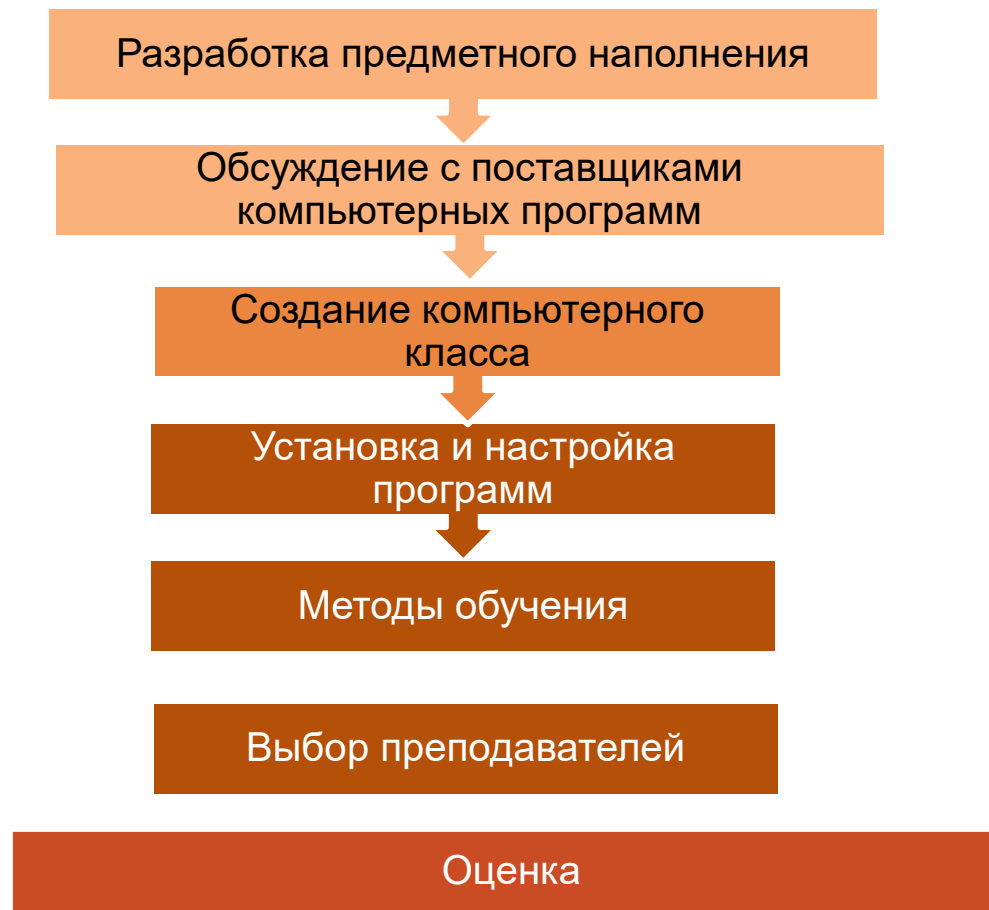 Разработка предметного наполнения
Обсуждение с поставщиками
компьютерных программ
Создание компьютерного
класса
Установка и настройка
программ
Методы обучения
Выбор преподавателей
Оценка